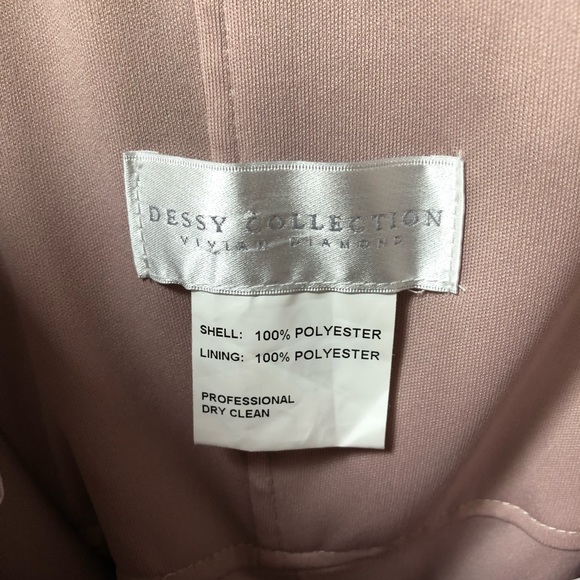 DESSY COLLECTION
VIVIAN DIAMOND
SHELL: 100% POLYESTER
LINING: 100% POLYESTER
PROFESSIONAL
DRY CLEAN